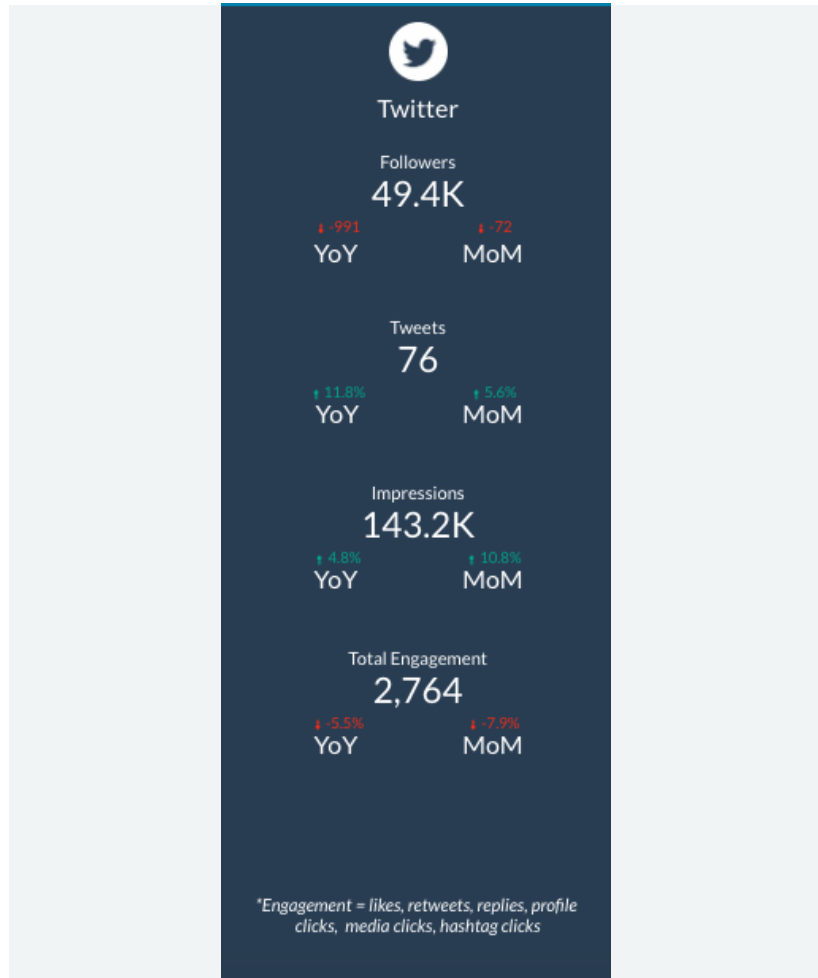 Twitter
Followers
49.4K
-991 -72
YoY MoM
Tweets
76
11.8% 5.6%
YoY MoM
Impressions
143.2K
4.8% 10.8%
YoY MoM
Total Engagement
2,764
-5.5% -7.9%
YoY MoM
*Engagement = likes, retweets, replies, profile
clicks, media clicks, hashtag clicks